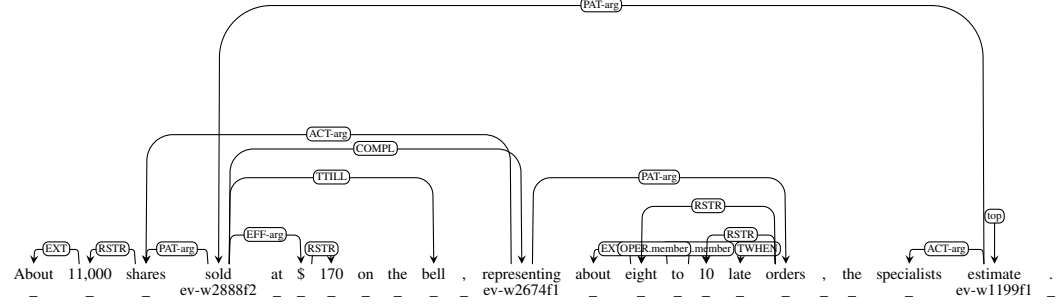 PAT-arg
ACT-arg
COMPL
TTILL PAT-arg
RSTR
top
EFF-arg RSTR
EXT RSTR PAT-arg RSTR OPER.member .member TWHEN ACT-arg
About 11,000 shares sold at $ 170 on the bell , representing about eight to 10 late orders , the specialists estimate .
_ _ _ ev-w2888f2 _ _ _ _ _ _ _ ev-w2674f1 _ _ _ _ _ _ _ _ _ ev-w1199f1 _